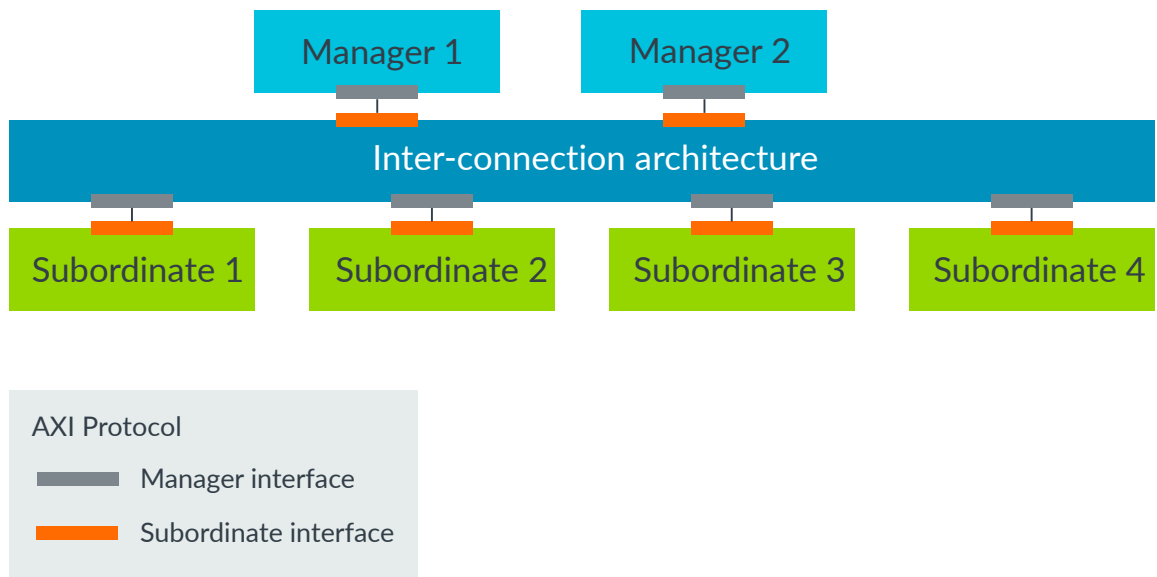 Manager 1
Manager 2
Inter-connection architecture
Subordinate 1
Subordinate 2
Subordinate 3
Subordinate 4
AXI Protocol
Manager interface
Subordinate interface